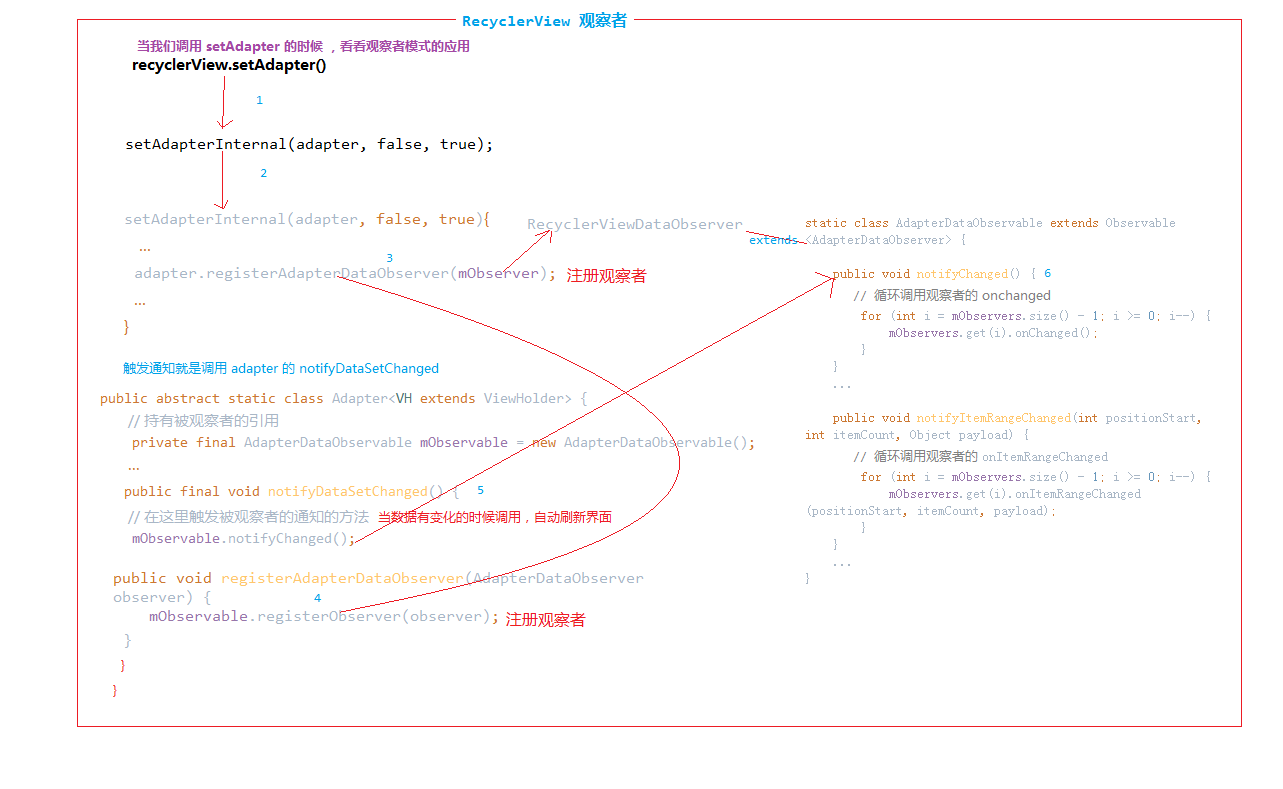 RecyclerView 观察者
当我们调用 setAdapter 的时候 ，看看观察者模式的应用
recyclerView.setAdapter()
1
setAdapterInternal(adapter, false, true);
2
setAdapterInternal(adapter, false, true){
...
3
adapter.registerAdapterDataObserver(mObserver); 注册观察者
...
}
RecyclerViewDataObserver
extends
触发通知就是调用 adapter 的 notifyDataSetChanged
public abstract static class Adapter<VH extends ViewHolder> {
// 持有被观察者的引用
private final AdapterDataObservable mObservable = new AdapterDataObservable();
...
public final void notifyDataSetChanged() { 5
// 在这里触发被观察者的通知的方法 当数据有变化的时候调用，自动刷新界面
mObservable.notifyChanged();
public void registerAdapterDataObserver(AdapterDataObserver
observer) { 4
mObservable.registerObserver(observer); 注册观察者
}
}
}
static class AdapterDataObservable extends Observable
<AdapterDataObserver> {
public void notifyChanged() { 6
// 循环调用观察者的 onchanged
for (int i = mObservers.size() - 1; i >= 0; i--) {
mObservers.get(i).onChanged();
}
}
...
public void notifyItemRangeChanged(int positionStart,
int itemCount, Object payload) {
// 循环调用观察者的 onItemRangeChanged
for (int i = mObservers.size() - 1; i >= 0; i--) {
mObservers.get(i).onItemRangeChanged
(positionStart, itemCount, payload);
}
}
...
}